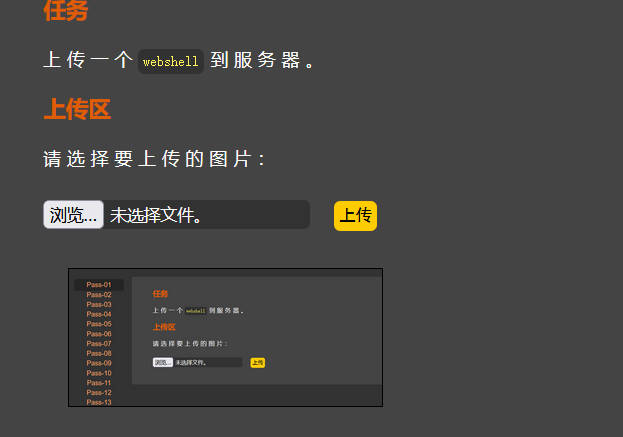 任务
上传一个 webshell 到服务器。
上传区
请选择要上传的图片：
浏览... 未选择文件。 上传
Pass-01
Pass-02
Pass-03
Pass-04
Pass-05
Pass-06
Pass-07
Pass-08
Pass-09
Pass-10
Pass-11
Pass-12
Pass-13
任务
上传一个 webshell 到服务器。
上传区
请选择要上传的图片：
浏览... 未选择文件。 上传